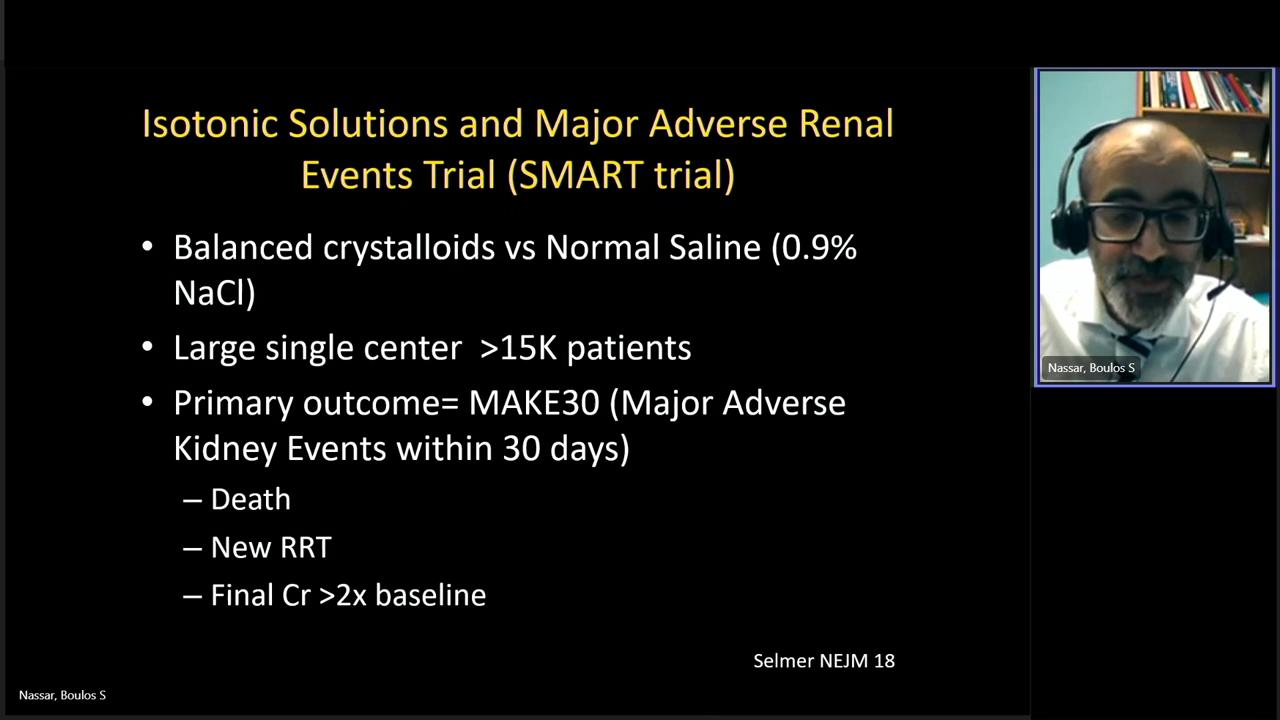 Isotonic Solutions and Major Adverse Renal
Events Trial (SMART trial)
• Balanced crystalloids vs Normal Saline (0.9%
NaCl)
• Large single center >15K patients
• Primary outcome= MAKE30 (Major Adverse
Kidney Events within 30 days)
– Death
– New RRT
– Final Cr >2x baseline
Selmer NEJM 18
Nassar, Boulos S
Nassar, Boulos S